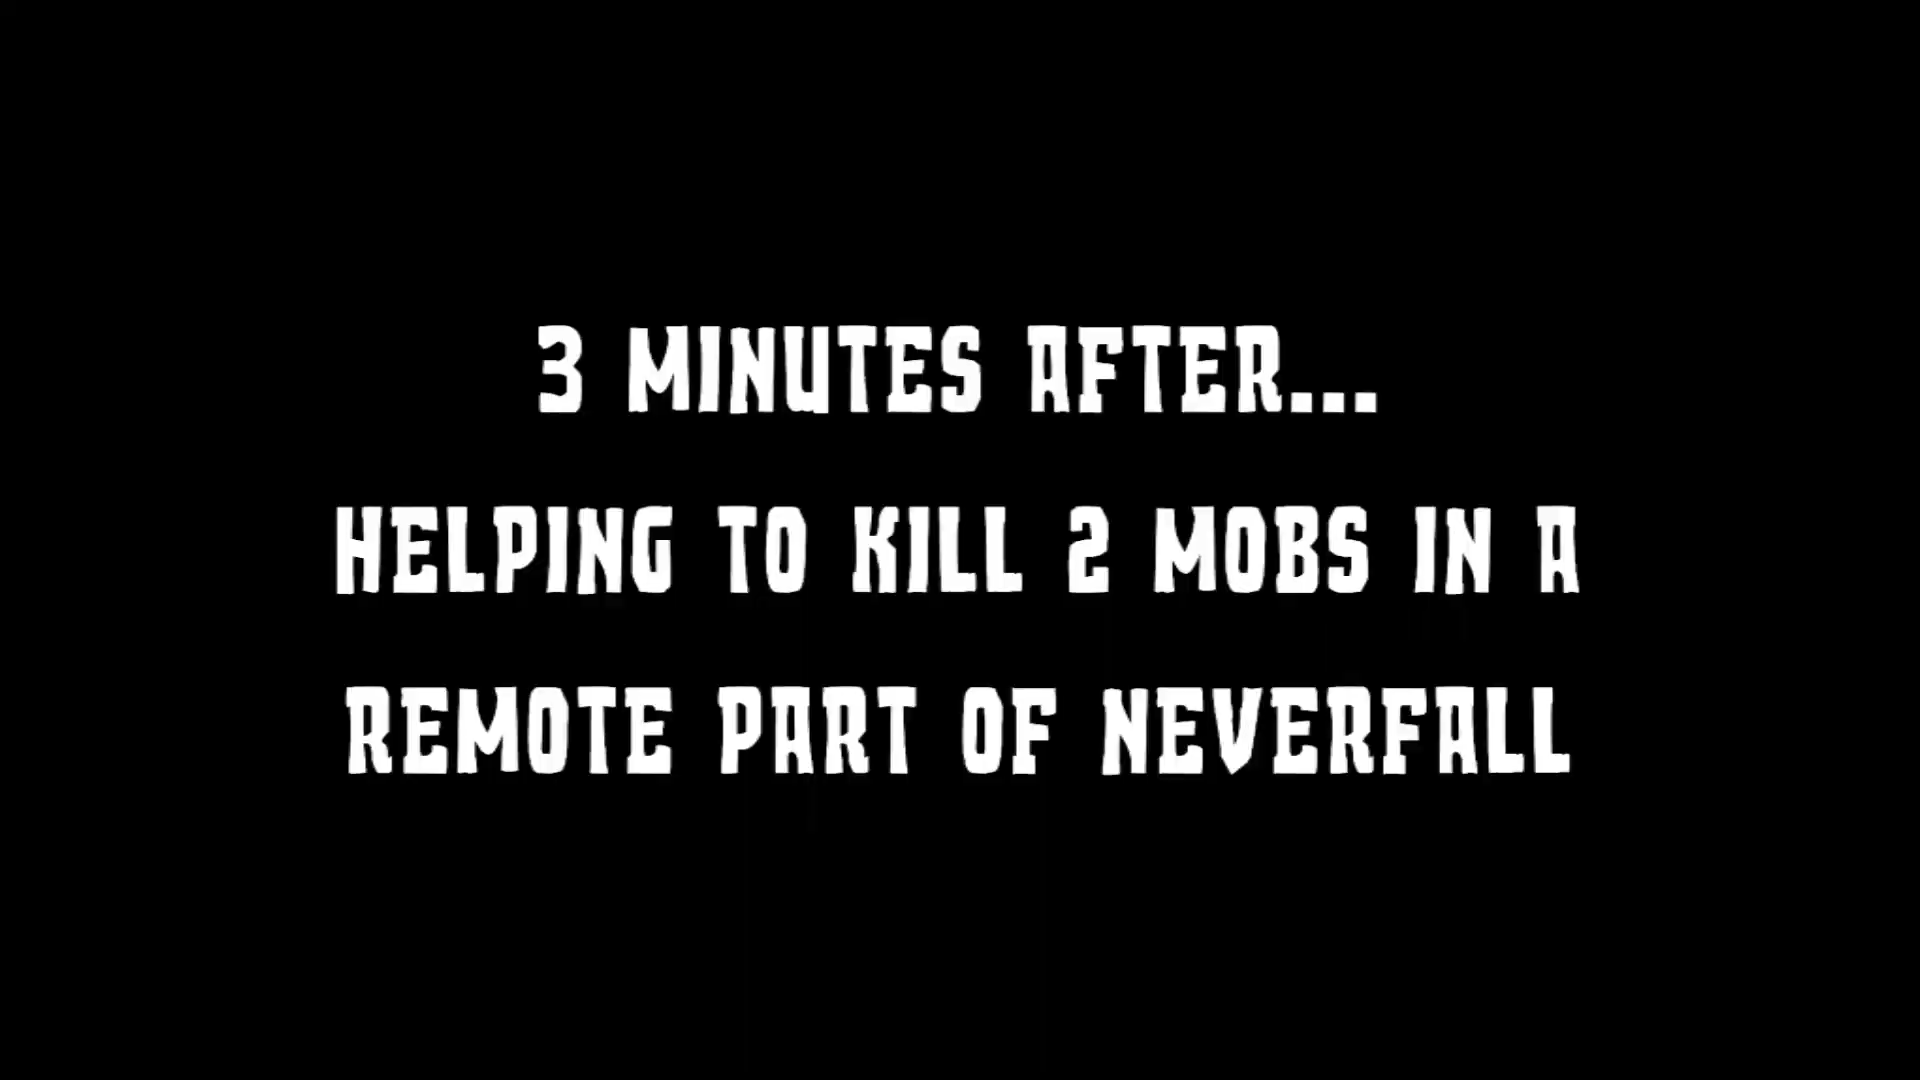 3 MINUTES AFTER...
HELPING TO KILL 2 MOBS IN A
REMOTE PART OF NEVERFALL